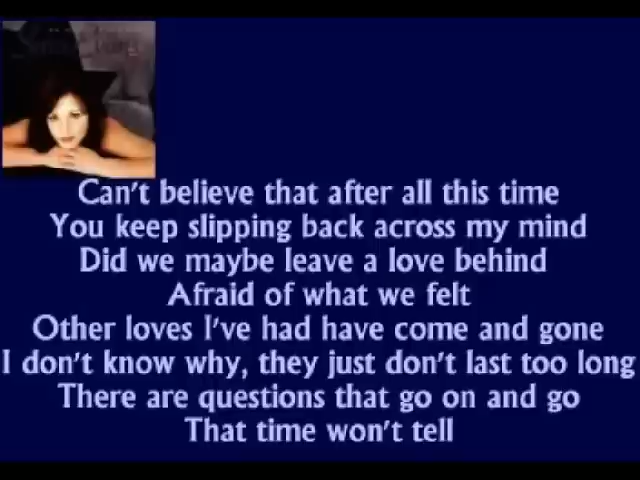 Can't believe that after all this time
You keep slipping back across my mind
Did we maybe leave a love behind
Afraid of what we felt
Other loves I've had have come and gone
I don't know why, they just don't last too long
There are questions that go on and go
That time won't tell